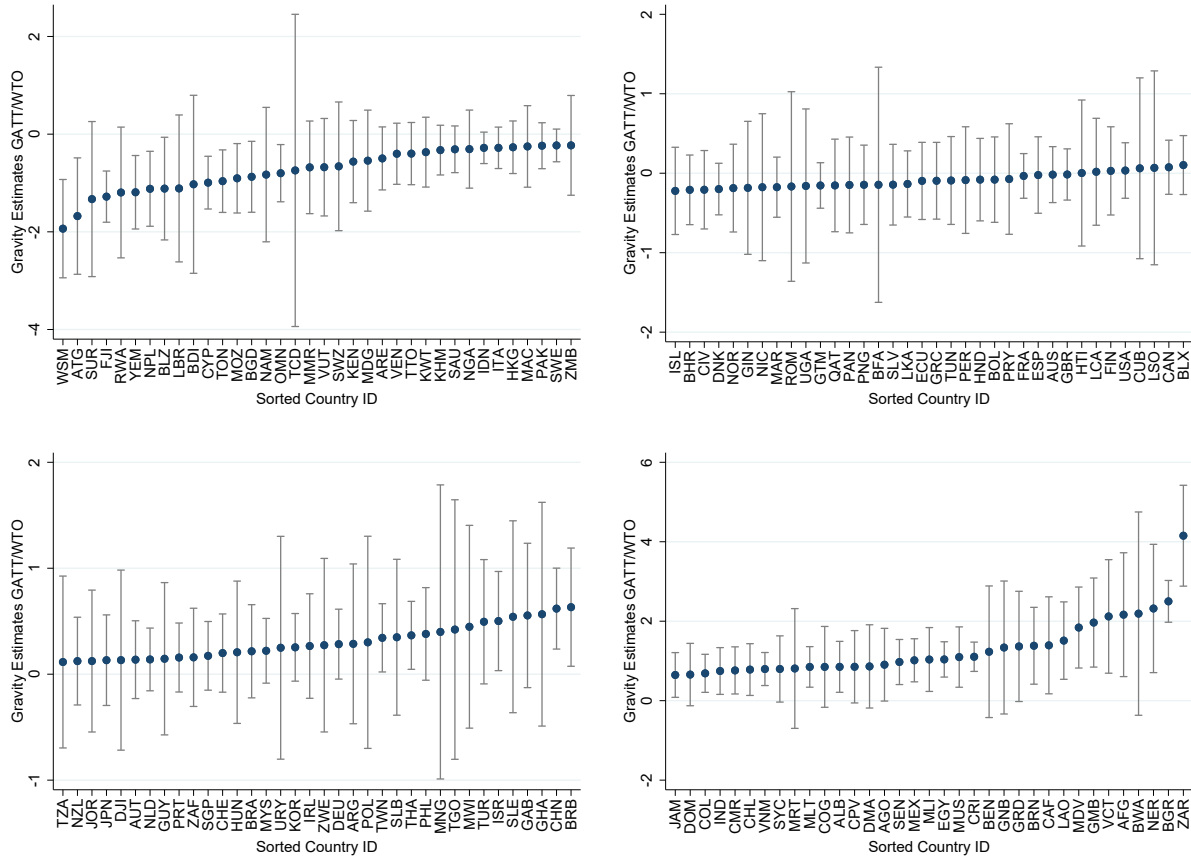 Gravity Estimates GATT/WTO
2
0
-2
-4
WSM ATG SUR FJI RWA YEM NPL BLZ LBR BDI CYP TON MOZ BGD NAM OMN TCD MMR VUT SWZ KEN MDG ARE VEN TTO KWT KHM SAU NGA IDN ITA HKG MAC PAK SWE ZMB
Sorted Country ID
Gravity Estimates GATT/WTO
2
1
0
-1
-2
ISL BHR CIV DNK NOR GIN NIC MAR ROM UGA GTM QAT PAN PNG BFA SLV LKA ECU GRC TUN PER HND BOL PRY FRA ESP AUS GBR HTI LCA FIN USA CUB LSO CAN BLX
Sorted Country ID
Gravity Estimates GATT/WTO
2
1
0
-1
TZA NZL JOR JPN DJI AUT NLD GUY PRT ZAF SGP CHE HUN BRA MYS URY KOR IRL ZWE DEU ARG POL TWN SLB THA PHL MNG TGO MWI TUR ISR SLE GAB GHA CHN BRB
Sorted Country ID
Gravity Estimates GATT/WTO
6
4
2
0
-2
JAM DOM COL IND CMR CHL VNM SYC MRT MLT COG ALB CPV DMA AGO SEN MEX MLI EGY MUS CRI BEN GNB GRD BRN CAF LAO MDV GMB VCT AFG BWA NER BGR ZAR
Sorted Country ID